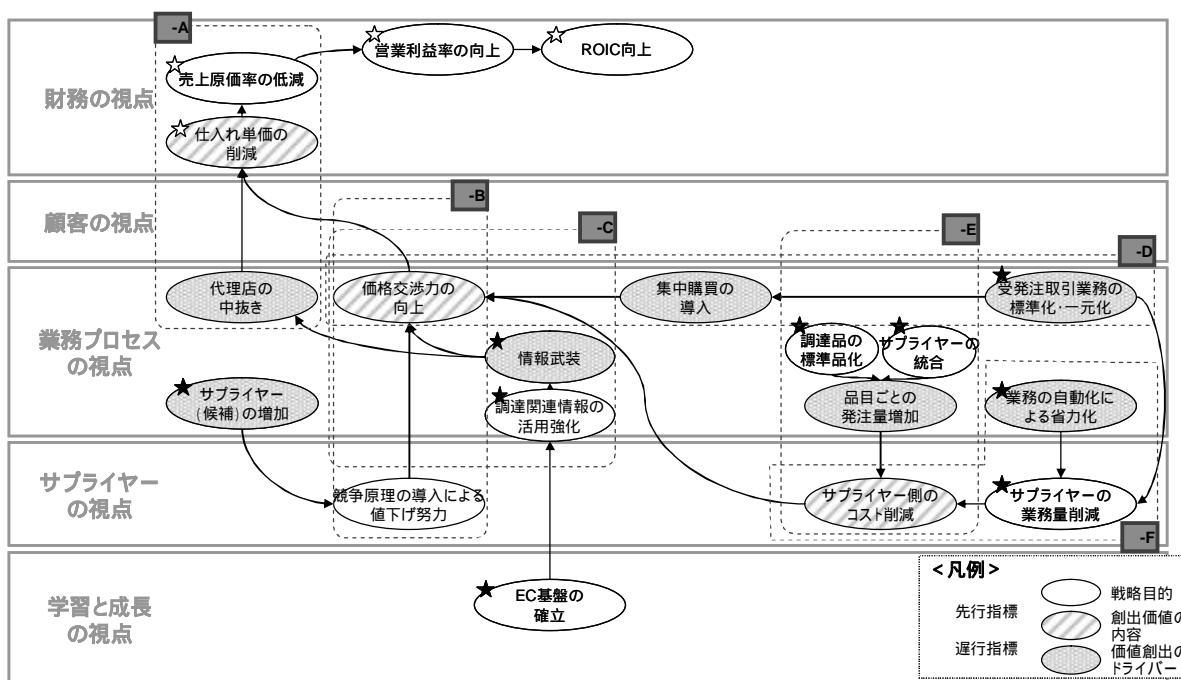 -A
営業利益率の向上
ROIC向上
売上原価率の低減
財務の視点
仕入れ単価の
削減
-B
顧客の視点
-C
-E
-D
代理店の
中抜き
価格交渉力の
向上
集中購買の
導入
受発注取引業務の
標準化・一元化
業務プロセス
の視点
情報武装
調達品の
標準品化
サプライヤーの
統合
サプライヤー
(候補)の増加
調達関連情報の
活用強化
品目ごとの
発注量増加
業務の自動化に
よる省力化
サプライヤー
の視点
競争原理の導入による
値下げ努力
サプライヤー側の
コスト削減
サプライヤーの
業務量削減
-F
学習と成長
の視点
EC基盤の
確立
<凡例>
先行指標
遅行指標
戦略目的
創出価値の
内容
価値創出の
ドライバー